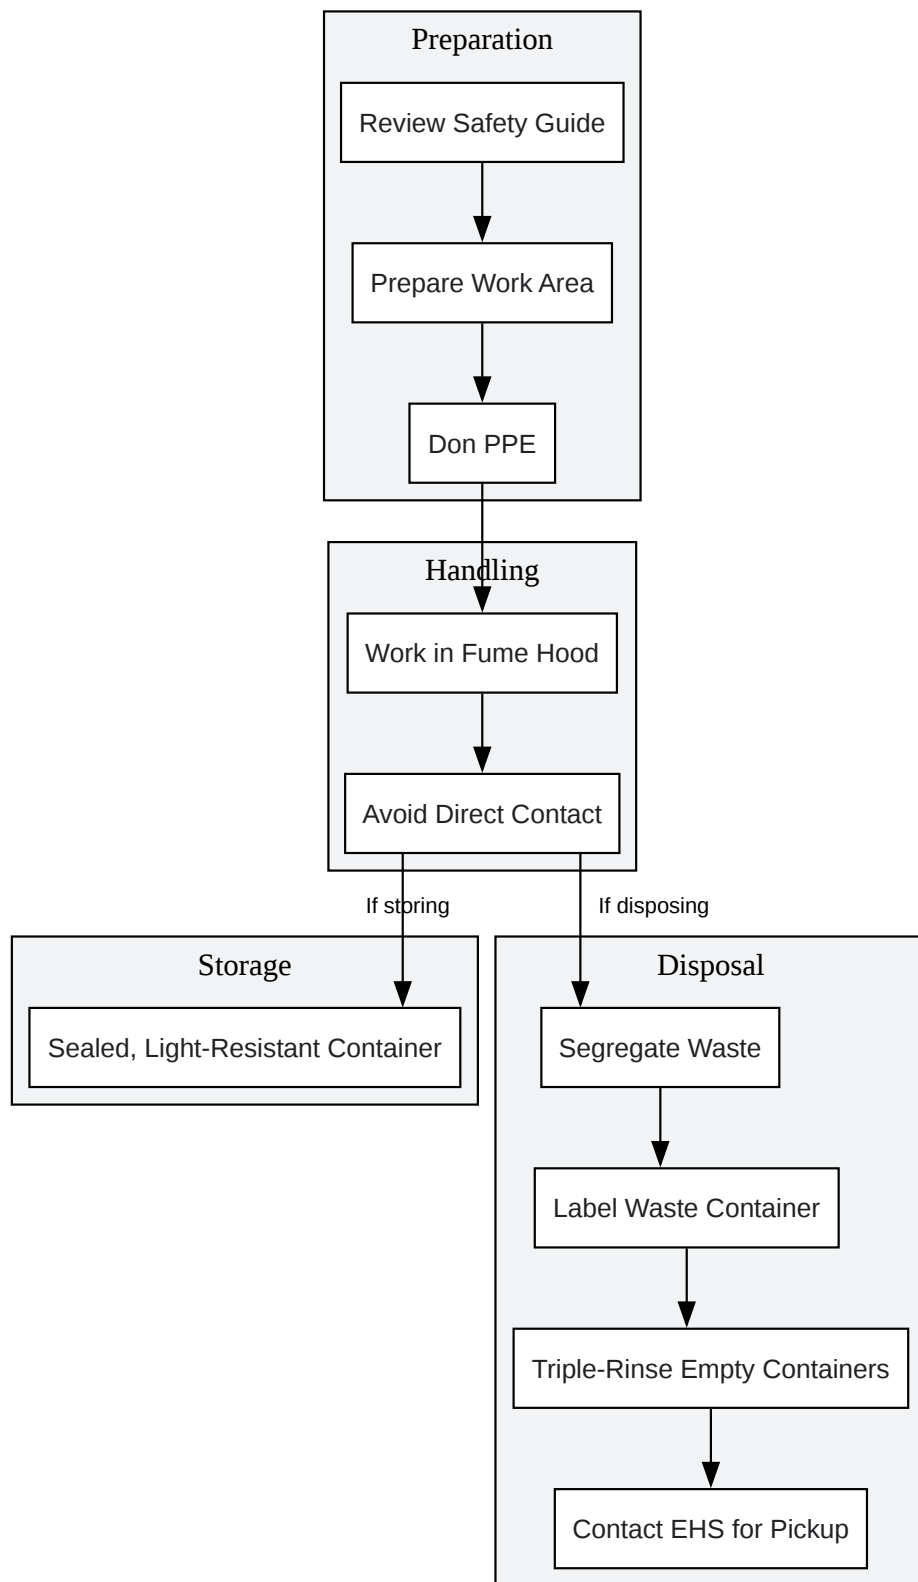 Preparation
Review Safety Guide
Prepare Work Area
Don PPE
Handling
Work in Fume Hood
Avoid Direct Contact
If storing
If disposing
Storage
Sealed, Light-Resistant Container
Disposal
Segregate Waste
Label Waste Container
Triple-Rinse Empty Containers
Contact EHS for Pickup